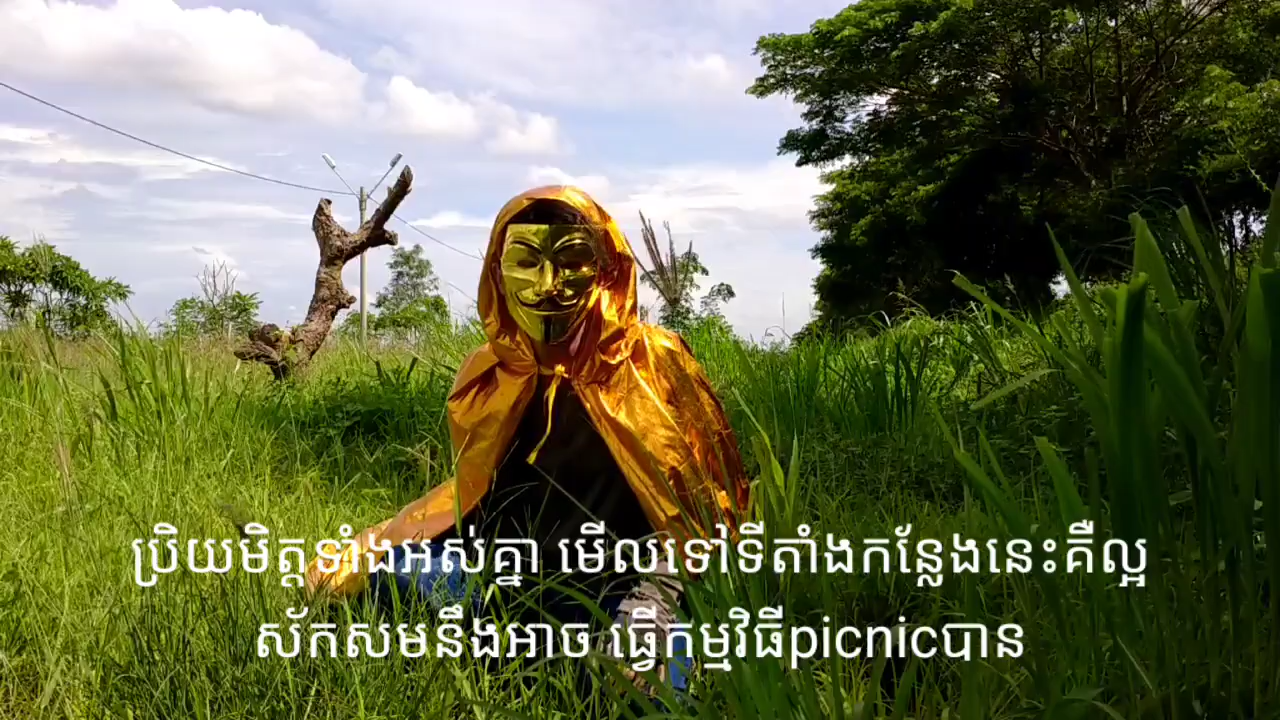 ប្រិយមិត្តទាំងអស់គ្នា មើលទៅទីតាំងកន្លែងនេះគឺល្អ
ស័កសមនឹងអាច ធ្វើកម្មវិធីpicnicបាន